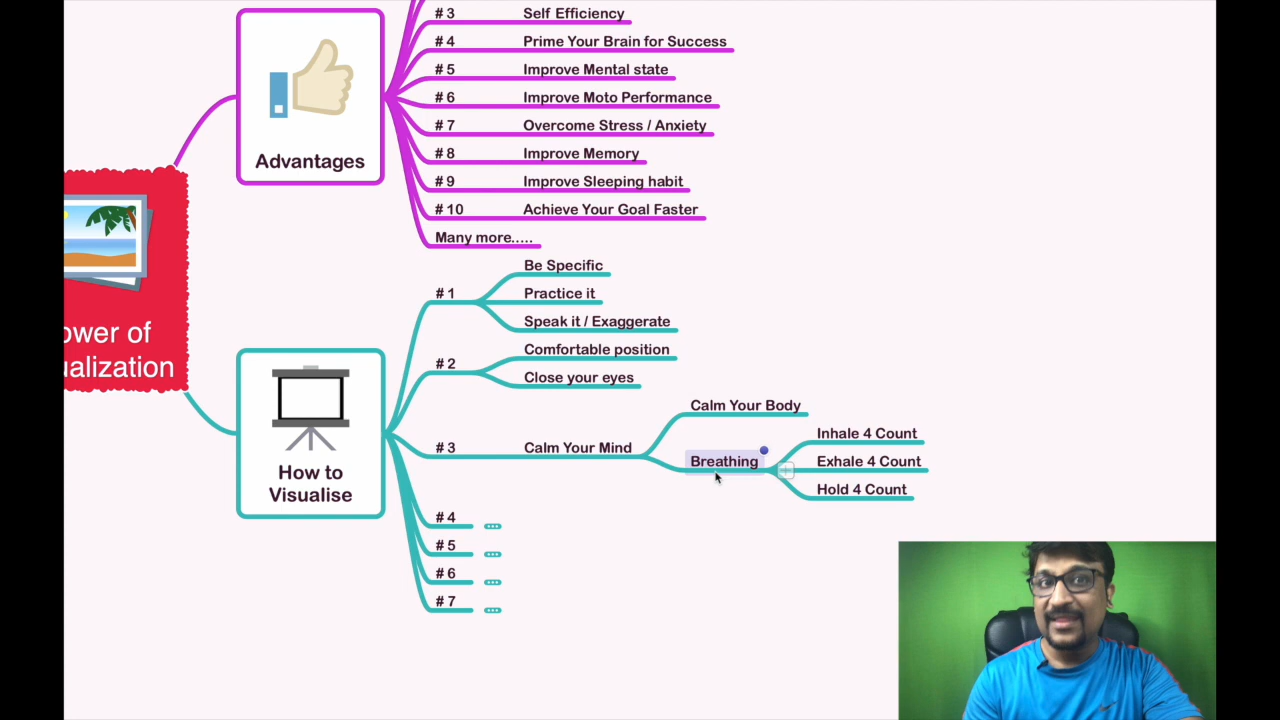 # 3 Self Efficiency
# 4 Prime Your Brain for Success
# 5 Improve Mental state
# 6 Improve Moto Performance
# 7 Overcome Stress / Anxiety
# 8 Improve Memory
# 9 Improve Sleeping habit
# 10 Achieve Your Goal Faster
Many more.....
Advantages
ower of
ualization
How to
Visualise
# 1
Be Specific
Practice it
Speak it / Exaggerate
# 2
Comfortable position
Close your eyes
# 3 Calm Your Mind
Calm Your Body
Breathing
Inhale 4 Count
Exhale 4 Count
Hold 4 Count
# 4
# 5
# 6
# 7